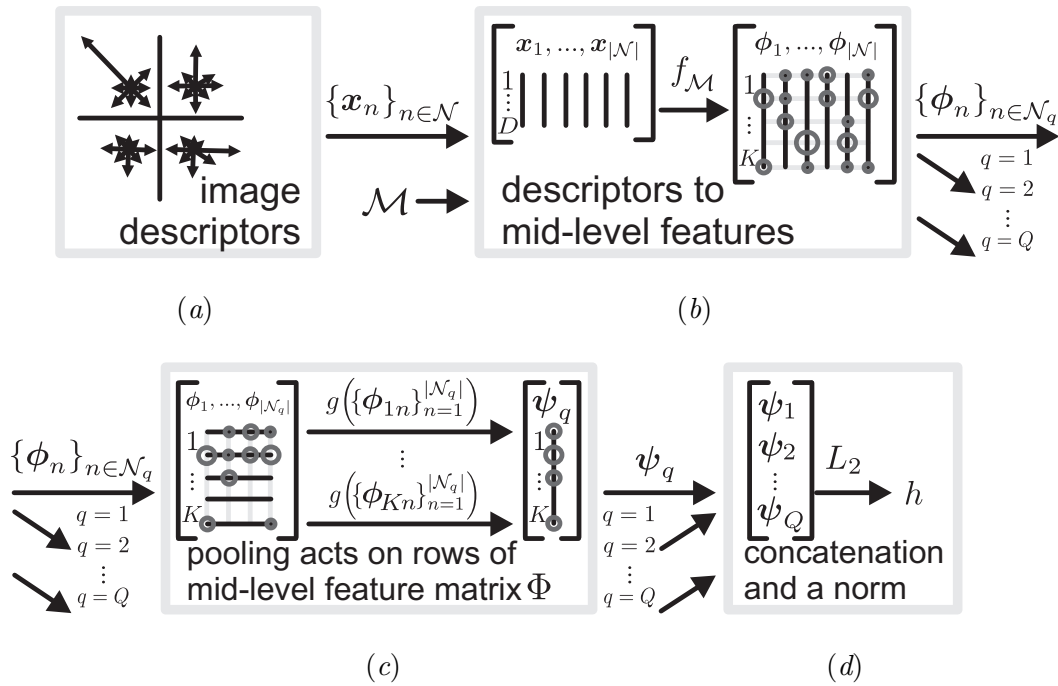 image
descriptors
(a)
{x_n}_{n∈N}
M
x_1, ..., x_{|N|}
1
⋮
D
f_M
ϕ_1, ..., ϕ_{|N|}
1
⋮
K
descriptors to
mid-level features
(b)
{ϕ_n}_{n∈N_q}
q = 1
q = 2
⋮
q = Q
{ϕ_n}_{n∈N_q}
q = 1
q = 2
⋮
q = Q
ϕ_1, ..., ϕ_{|N_q|}
1
⋮
K
g({ϕ_{1n}}_{n=1}^{|N_q|})
⋮
g({ϕ_{Kn}}_{n=1}^{|N_q|})
ψ_q
1
⋮
K
pooling acts on rows of
mid-level feature matrix Φ
(c)
ψ_q
q = 1
q = 2
⋮
q = Q
ψ_1
ψ_2
⋮
ψ_Q
L_2
h
concatenation
and a norm
(d)